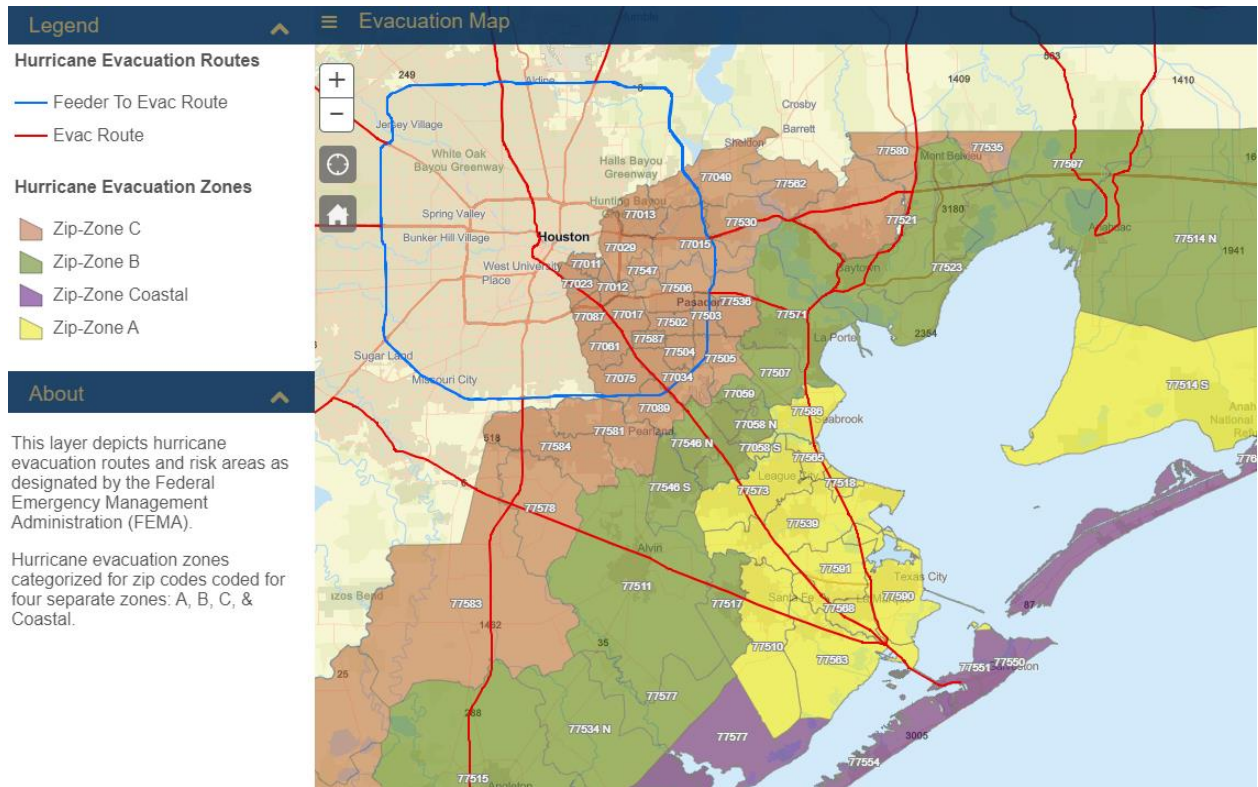 Legend
Hurricane Evacuation Routes
Feeder To Evac Route
Evac Route
Hurricane Evacuation Zones
Zip-Zone C
Zip-Zone B
Zip-Zone Coastal
Zip-Zone A
About
This layer depicts hurricane
evacuation routes and risk areas as
designated by the Federal
Emergency Management
Administration (FEMA).
Hurricane evacuation zones
categorized for zip codes coded for
four separate zones: A, B, C, &
Coastal.
≡ Evacuation Map
+
−
249
Aldine
1409
1410
Crosby
Barrett
Jersey Village
Sheldon
77580
77535
Mont Belvieu
77597
White Oak
Bayou Greenway
Halls Bayou
Greenway
77049
77562
Hunting Bayou
77013
77530
77521
3180
Spring Valley
Bunker Hill Village
Houston
77029
77015
Anahuac
77514 N
1941
West University
Place
77011
77547
Baytown
77523
77023
77012
77506
Pasadena
77536
77087
77017
77502
77503
77571
2354
La Porte
77061
77587
77504
77505
Sugar Land
Missouri City
77075
77034
77507
77514 S
77059
77089
77586
Seabrook
518
77581
Pearland
77058 N
77584
77546 N
77058 S
77565
6
77546 S
League City
77573
77518
77578
77539
Alvin
77591
Texas City
77511
87
77583
77517
Santa Fe
77568
La Marque
77590
1462
35
77510
77563
77551
77550
Galveston
25
77577
288
77534 N
77577
3005
77554
77515
Angleton